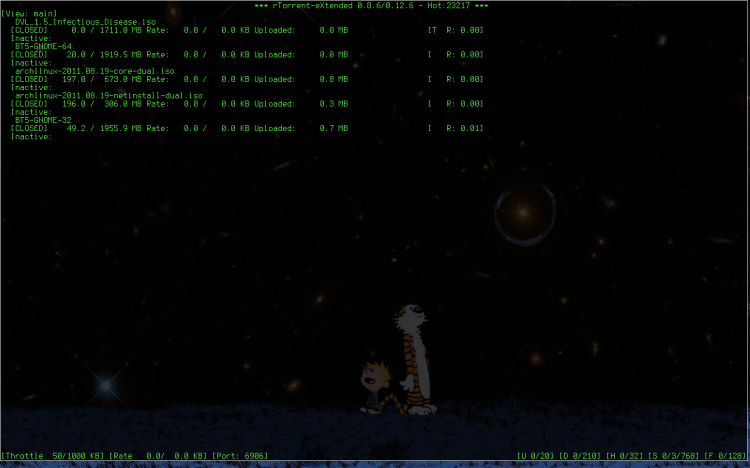 *** rTorrent-eXtended 0.8.6/0.12.6 - Hot:23217 ***
[View: main]
DVL_1.5_Infectious_Disease.iso
[CLOSED] 0.0 / 1711.0 MB Rate: 0.0 / 0.0 KB Uploaded: 0.0 MB [T R: 0.00]
Inactive:
BT5-GNOME-64
[CLOSED] 20.0 / 1919.5 MB Rate: 0.0 / 0.0 KB Uploaded: 0.0 MB [ R: 0.00]
Inactive:
archlinux-2011.08.19-core-dual.iso
[CLOSED] 197.0 / 673.0 MB Rate: 0.0 / 0.0 KB Uploaded: 0.8 MB [ R: 0.00]
Inactive:
archlinux-2011.08.19-netinstall-dual.iso
[CLOSED] 196.0 / 306.0 MB Rate: 0.0 / 0.0 KB Uploaded: 0.3 MB [ R: 0.00]
Inactive:
BT5-GNOME-32
[CLOSED] 49.2 / 1955.9 MB Rate: 0.0 / 0.0 KB Uploaded: 0.7 MB [ R: 0.01]
Inactive:
[Throttle 50/1000 KB] [Rate 0.0/ 0.0 KB] [Port: 6906] [U 0/20] [D 0/210] [H 0/32] [S 0/3/768] [F 0/128]